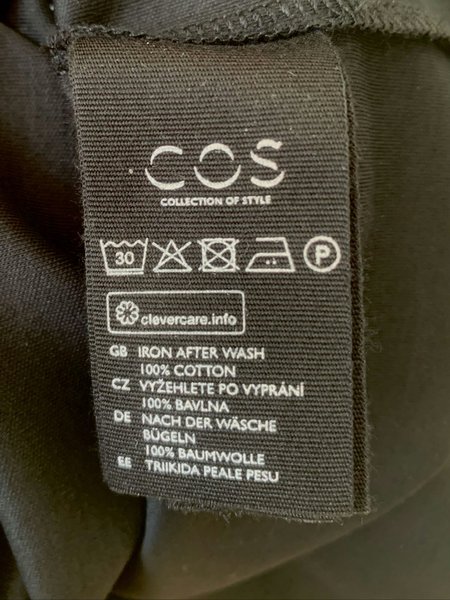 COS
COLLECTION OF STYLE
30 P
clevercare.info
GB IRON AFTER WASH
100% COTTON
CZ VYŽEHLETE PO VYPRÁNÍ
100% BAVLNA
DE NACH DER WÄSCHE
BÜGELN
100% BAUMWOLLE
EE TRIIKIDA PEALE PESU